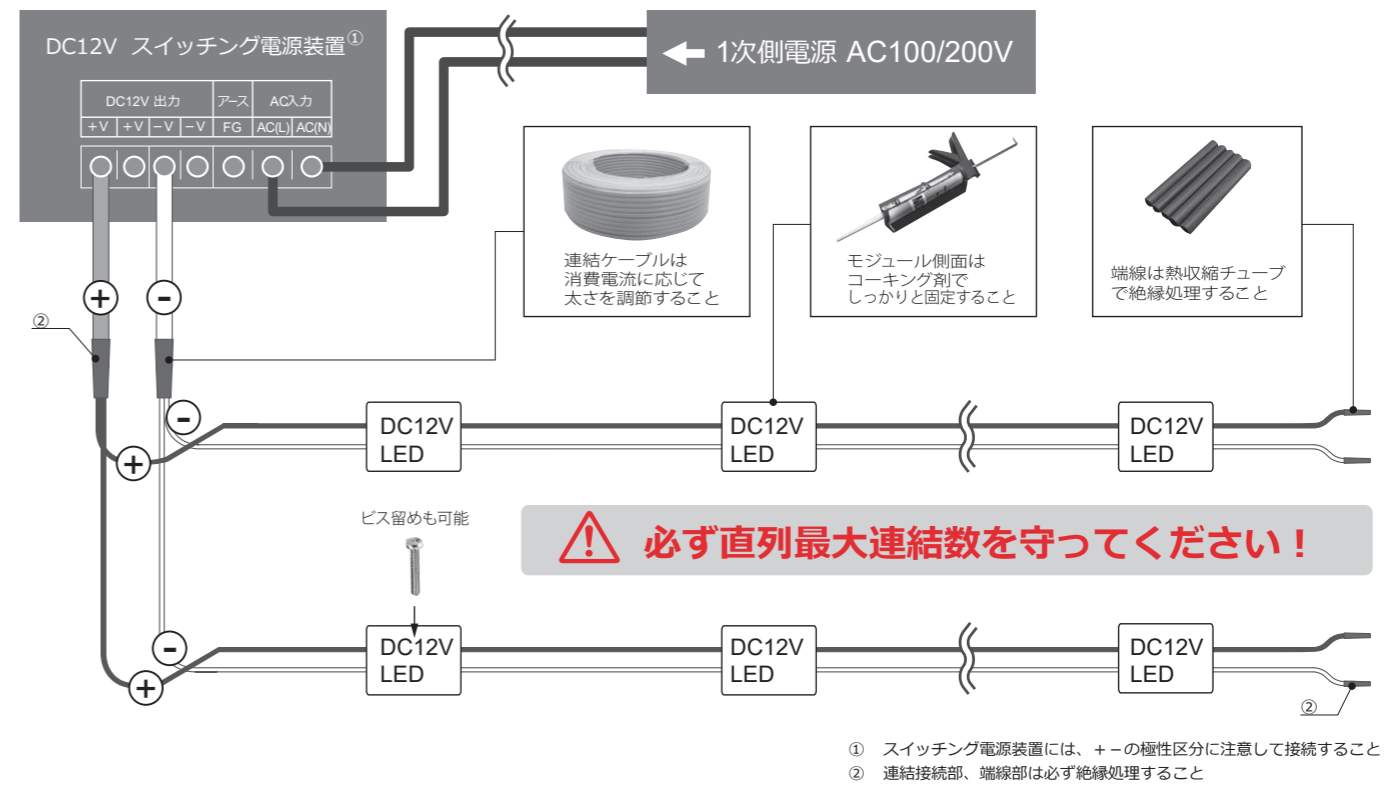 DC12V スイッチング電源装置①
1次側電源 AC100/200V
DC12V 出力 アース AC入力
+V +V −V −V FG AC(L) AC(N)
連結ケーブルは
消費電流に応じて
太さを調節すること
モジュール側面は
コーキング剤で
しっかりと固定すること
端線は熱収縮チューブ
で絶縁処理すること
+ -
②
-
+
DC12V
LED
DC12V
LED
DC12V
LED
ビス留めも可能
必ず直列最大連結数を守ってください！
-
+
DC12V
LED
DC12V
LED
DC12V
LED
②
① スイッチング電源装置には、＋−の極性区分に注意して接続すること
② 連結接続部、端線部は必ず絶縁処理すること